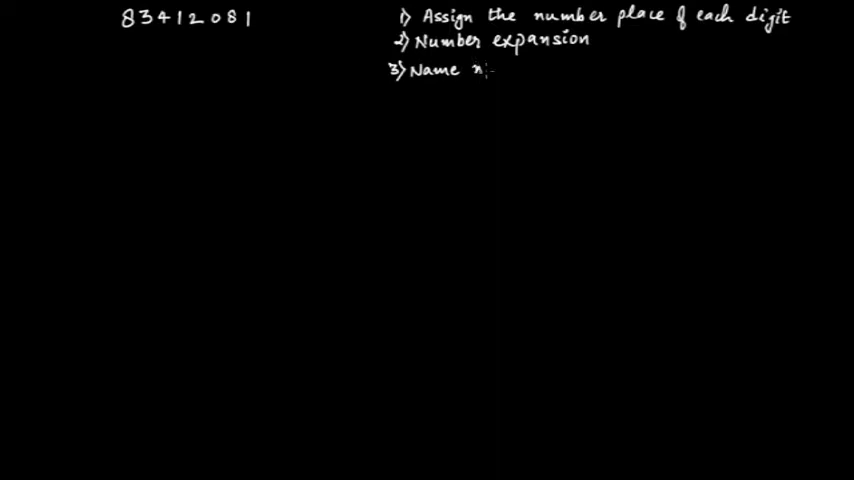 83412081
1) Assign the number place of each digit
2) Number expansion
3) Name